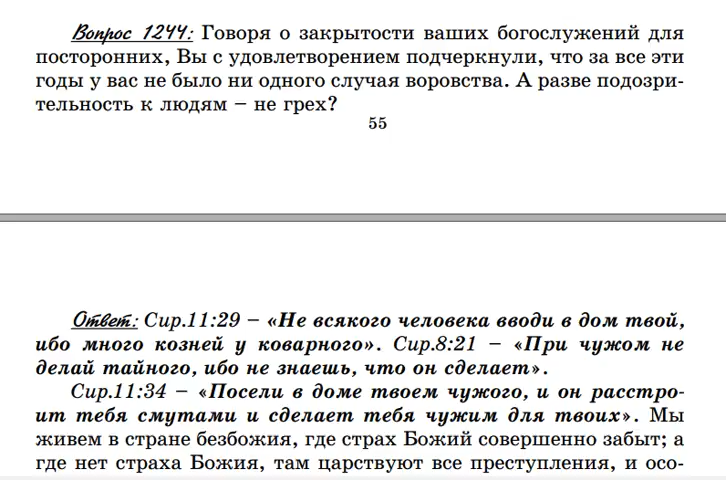 Вопрос 1244: Говоря о закрытости ваших богослужений для
посторонних, Вы с удовлетворением подчеркнули, что за все эти
годы у вас не было ни одного случая воровства. А разве подозри-
тельность к людям – не грех?
55
Ответ: Сир.11:29 – «Не всякого человека вводи в дом твой,
ибо много козней у коварного». Сир.8:21 – «При чужом не
делай тайного, ибо не знаешь, что он сделает».
Сир.11:34 – «Посели в доме твоем чужого, и он расстро-
ит тебя смутами и сделает тебя чужим для твоих». Мы
живем в стране безбожия, где страх Божий совершенно забыт; а
где нет страха Божия, там царствуют все преступления, и осо-